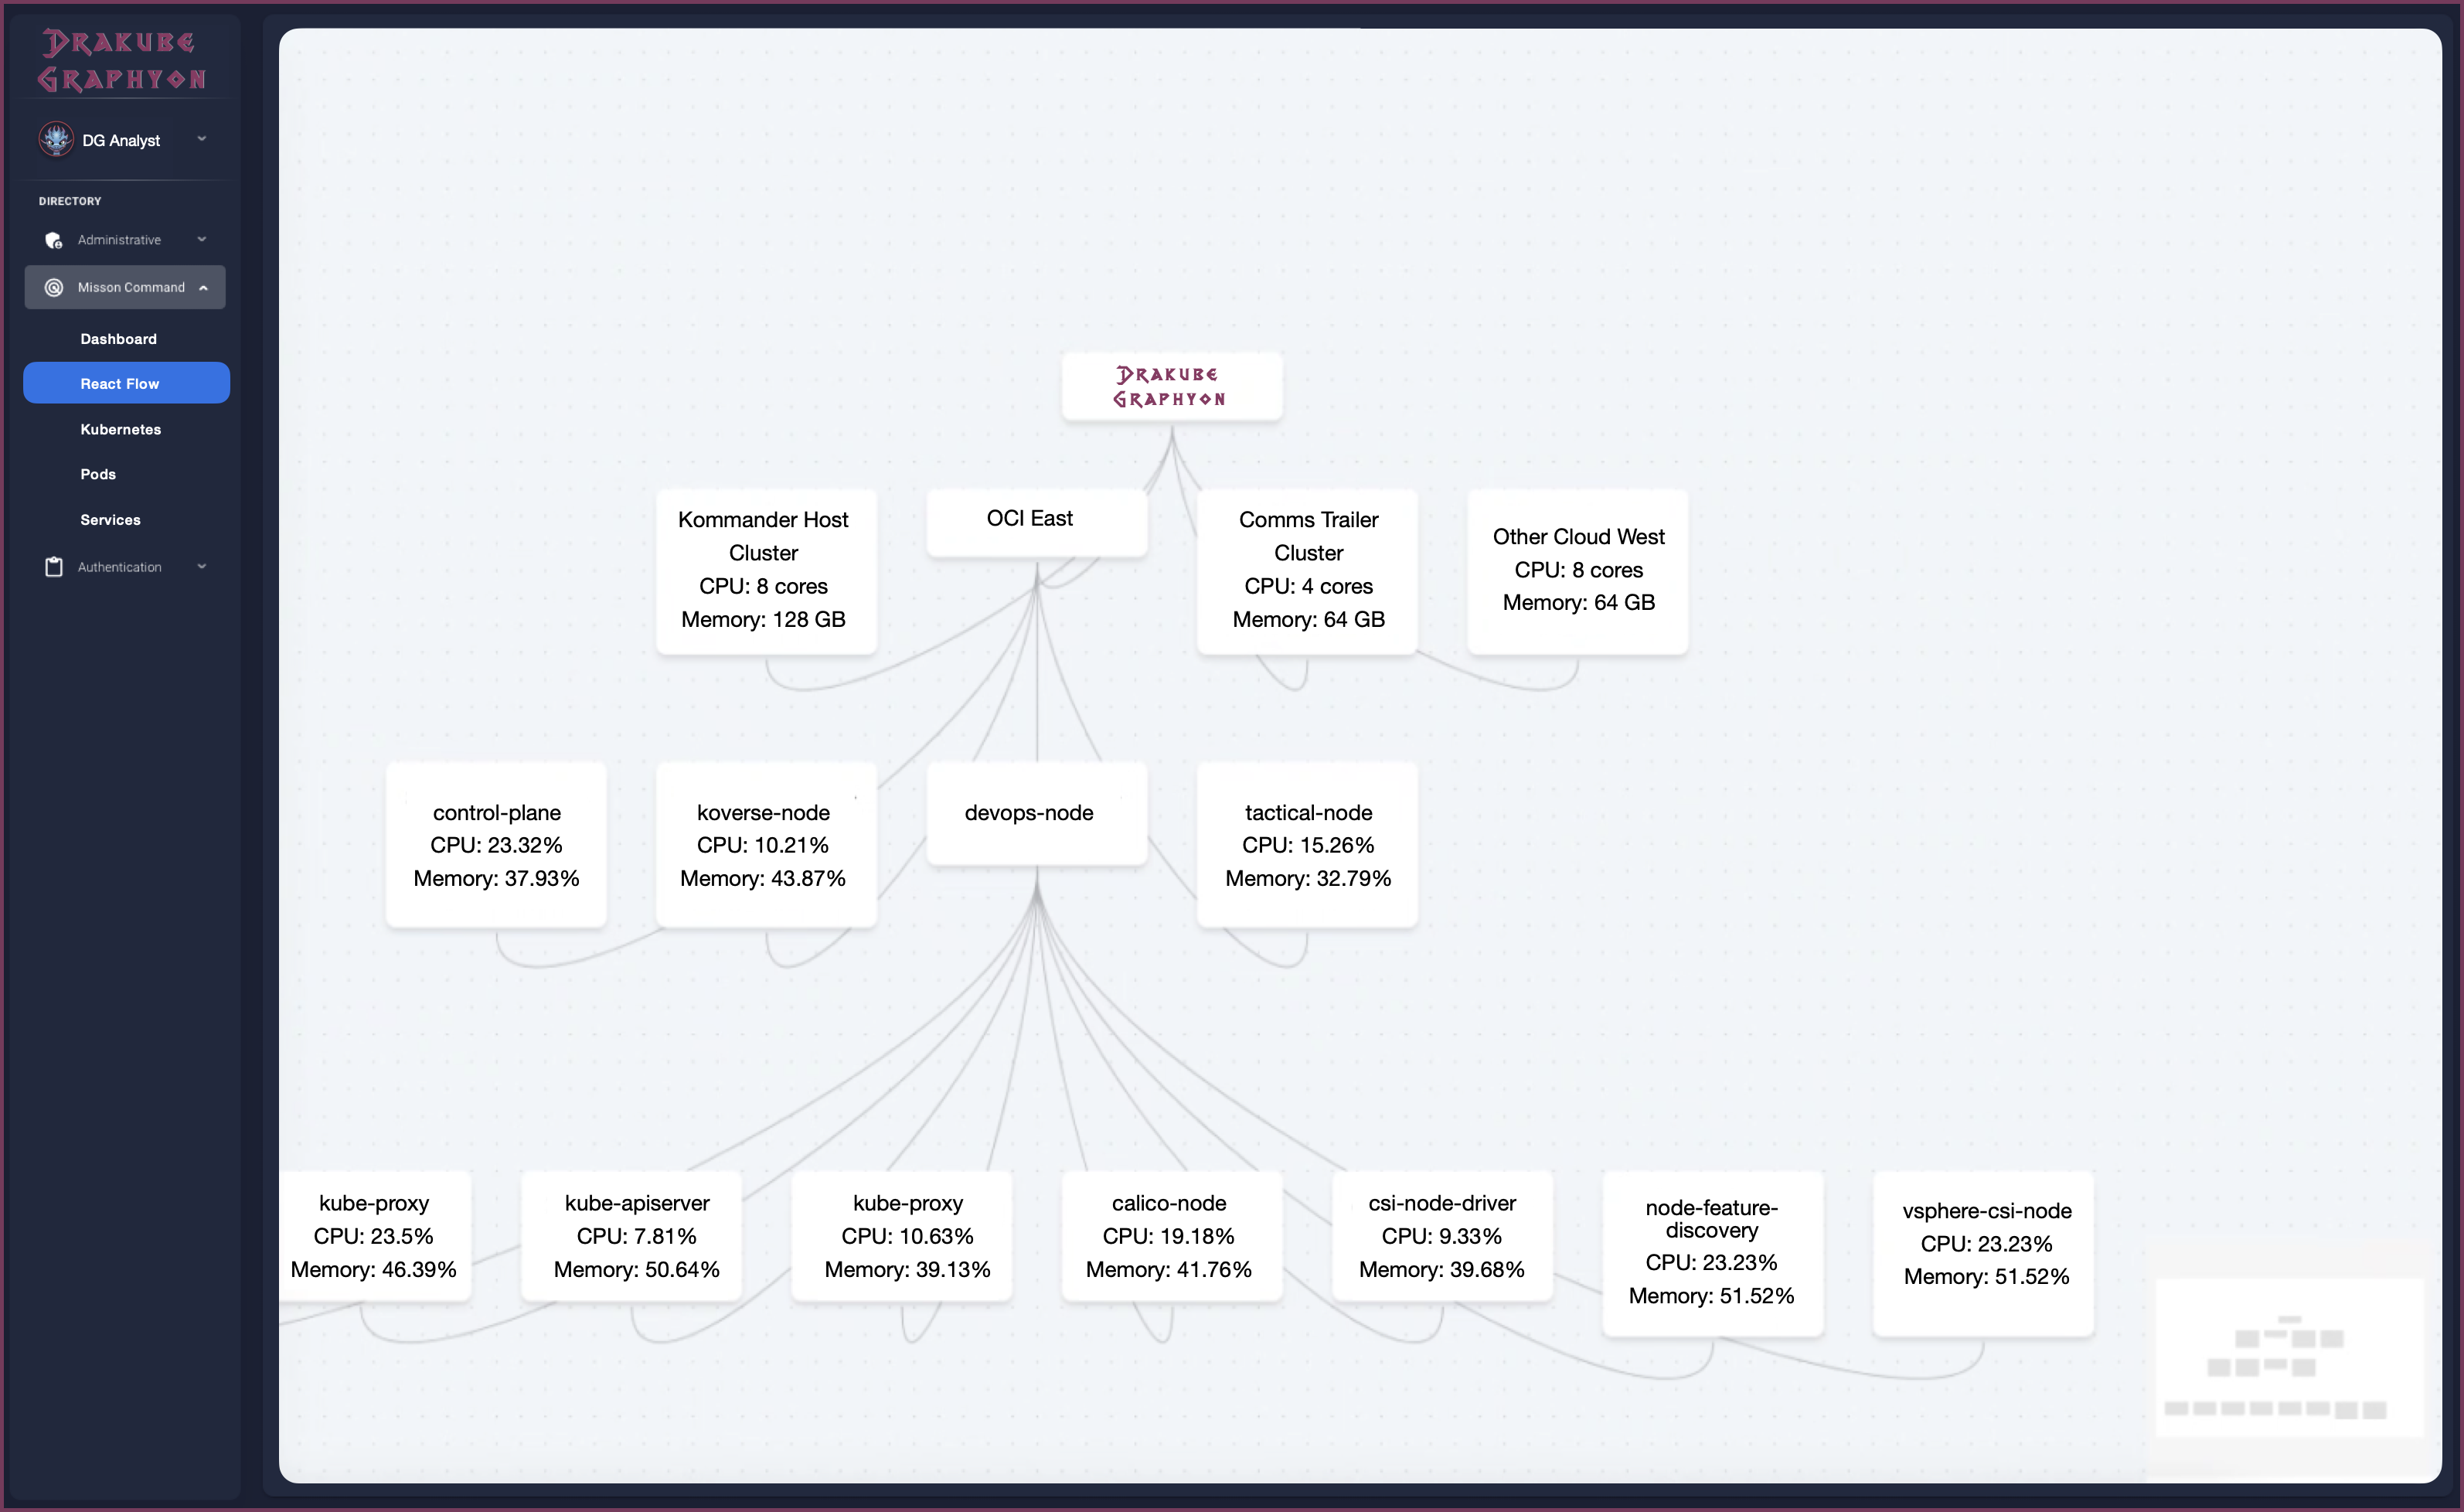 DRAKUBE
GRAPHYON
DG Analyst
DIRECTORY
Administrative
Misson Command
Dashboard
React Flow
Kubernetes
Pods
Services
Authentication
DRAKUBE
GRAPHYON
Kommander Host
Cluster
CPU: 8 cores
Memory: 128 GB
OCI East
Comms Trailer
Cluster
CPU: 4 cores
Memory: 64 GB
Other Cloud West
CPU: 8 cores
Memory: 64 GB
control-plane
CPU: 23.32%
Memory: 37.93%
koverse-node
CPU: 10.21%
Memory: 43.87%
devops-node
tactical-node
CPU: 15.26%
Memory: 32.79%
kube-proxy
CPU: 23.5%
Memory: 46.39%
kube-apiserver
CPU: 7.81%
Memory: 50.64%
kube-proxy
CPU: 10.63%
Memory: 39.13%
calico-node
CPU: 19.18%
Memory: 41.76%
csi-node-driver
CPU: 9.33%
Memory: 39.68%
node-feature-
discovery
CPU: 23.23%
Memory: 51.52%
vsphere-csi-node
CPU: 23.23%
Memory: 51.52%